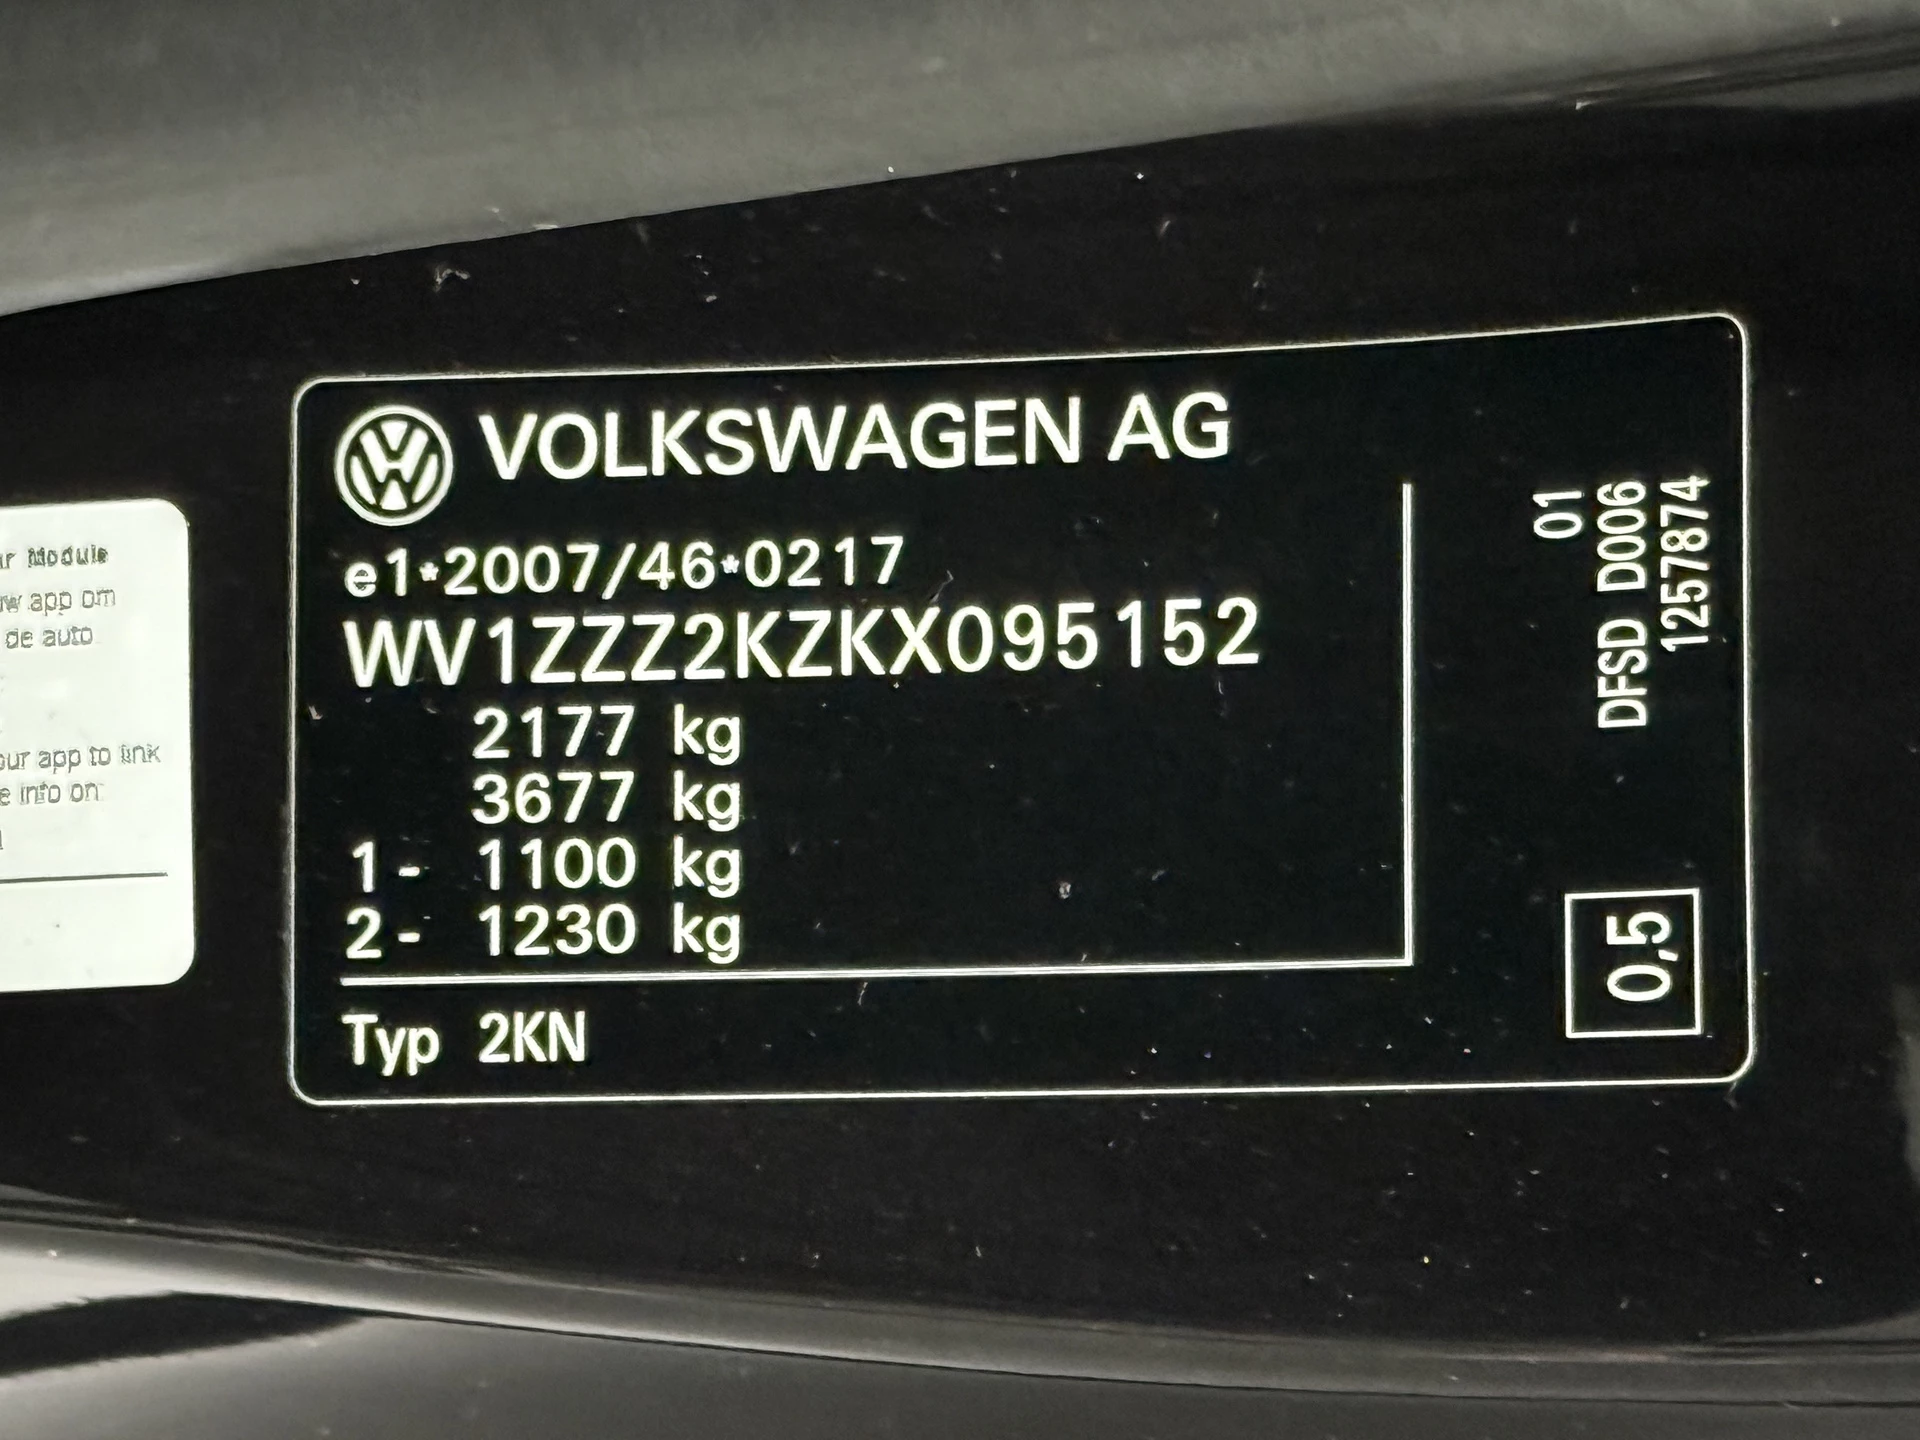 r Module
w app om
de auto
our app to link
e info on
VOLKSWAGEN AG
e1*2007/46*0217
WV1ZZZ2KZKX095152
2177 kg
3677 kg
1- 1100 kg
2- 1230 kg
Typ 2KN
01
DFSD D006
1257874
0,5